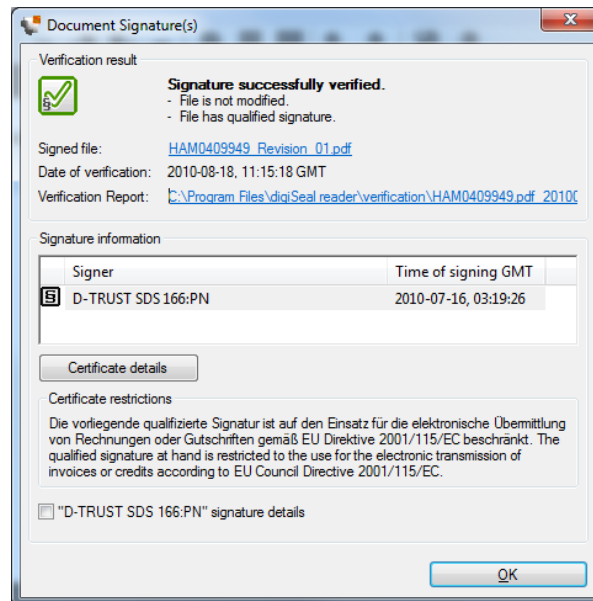 Document Signature(s)
Verification result
Signature successfully verified.
- File is not modified.
- File has qualified signature.
Signed file: HAM0409949_Revision_01.pdf
Date of verification: 2010-08-18, 11:15:18 GMT
Verification Report: C:\Program Files\digiSeal reader\verification\HAM0409949.pdf_20100
Signature information
Signer Time of signing GMT
§ D-TRUST SDS 166:PN 2010-07-16, 03:19:26
Certificate details
Certificate restrictions
Die vorliegende qualifizierte Signatur ist auf den Einsatz für die elektronische Übermittlung
von Rechnungen oder Gutschriften gemäß EU Direktive 2001/115/EC beschränkt. The
qualified signature at hand is restricted to the use for the electronic transmission of
invoices or credits according to EU Council Directive 2001/115/EC.
"D-TRUST SDS 166:PN" signature details
OK